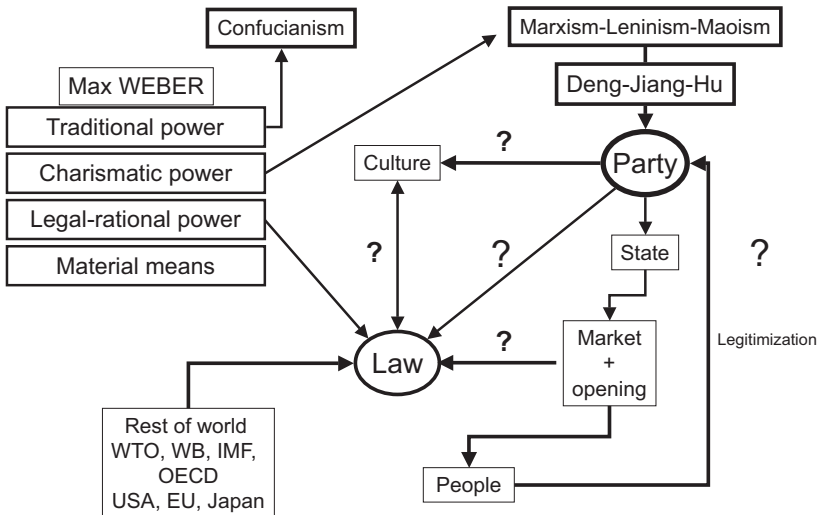 Confucianism
Marxism-Leninism-Maoism
Max WEBER
Deng-Jiang-Hu
Traditional power
Charismatic power
Legal-rational power
Material means
Culture
?
Party
?
?
State
?
Law
?
Market
+
opening
Legitimization
Rest of world
WTO, WB, IMF,
OECD
USA, EU, Japan
People